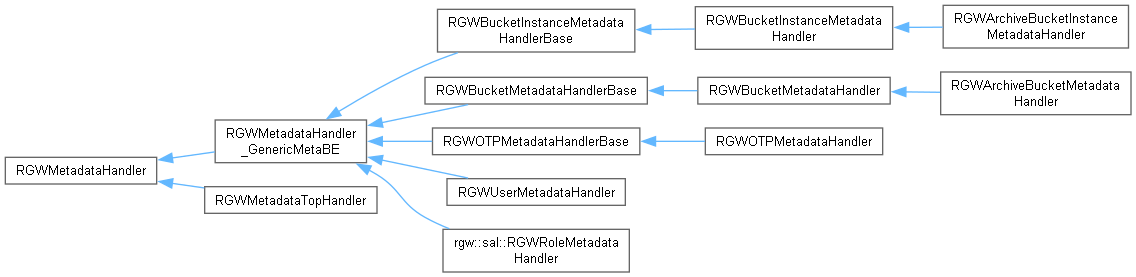 RGWBucketInstanceMetadata
HandlerBase
RGWBucketInstanceMetadata
Handler
RGWArchiveBucketInstance
MetadataHandler
RGWBucketMetadataHandlerBase
RGWBucketMetadataHandler
RGWArchiveBucketMetadata
Handler
RGWMetadataHandler
_GenericMetaBE
RGWOTPMetadataHandlerBase
RGWOTPMetadataHandler
RGWMetadataHandler
RGWUserMetadataHandler
RGWMetadataTopHandler
rgw::sal::RGWRoleMetadata
Handler